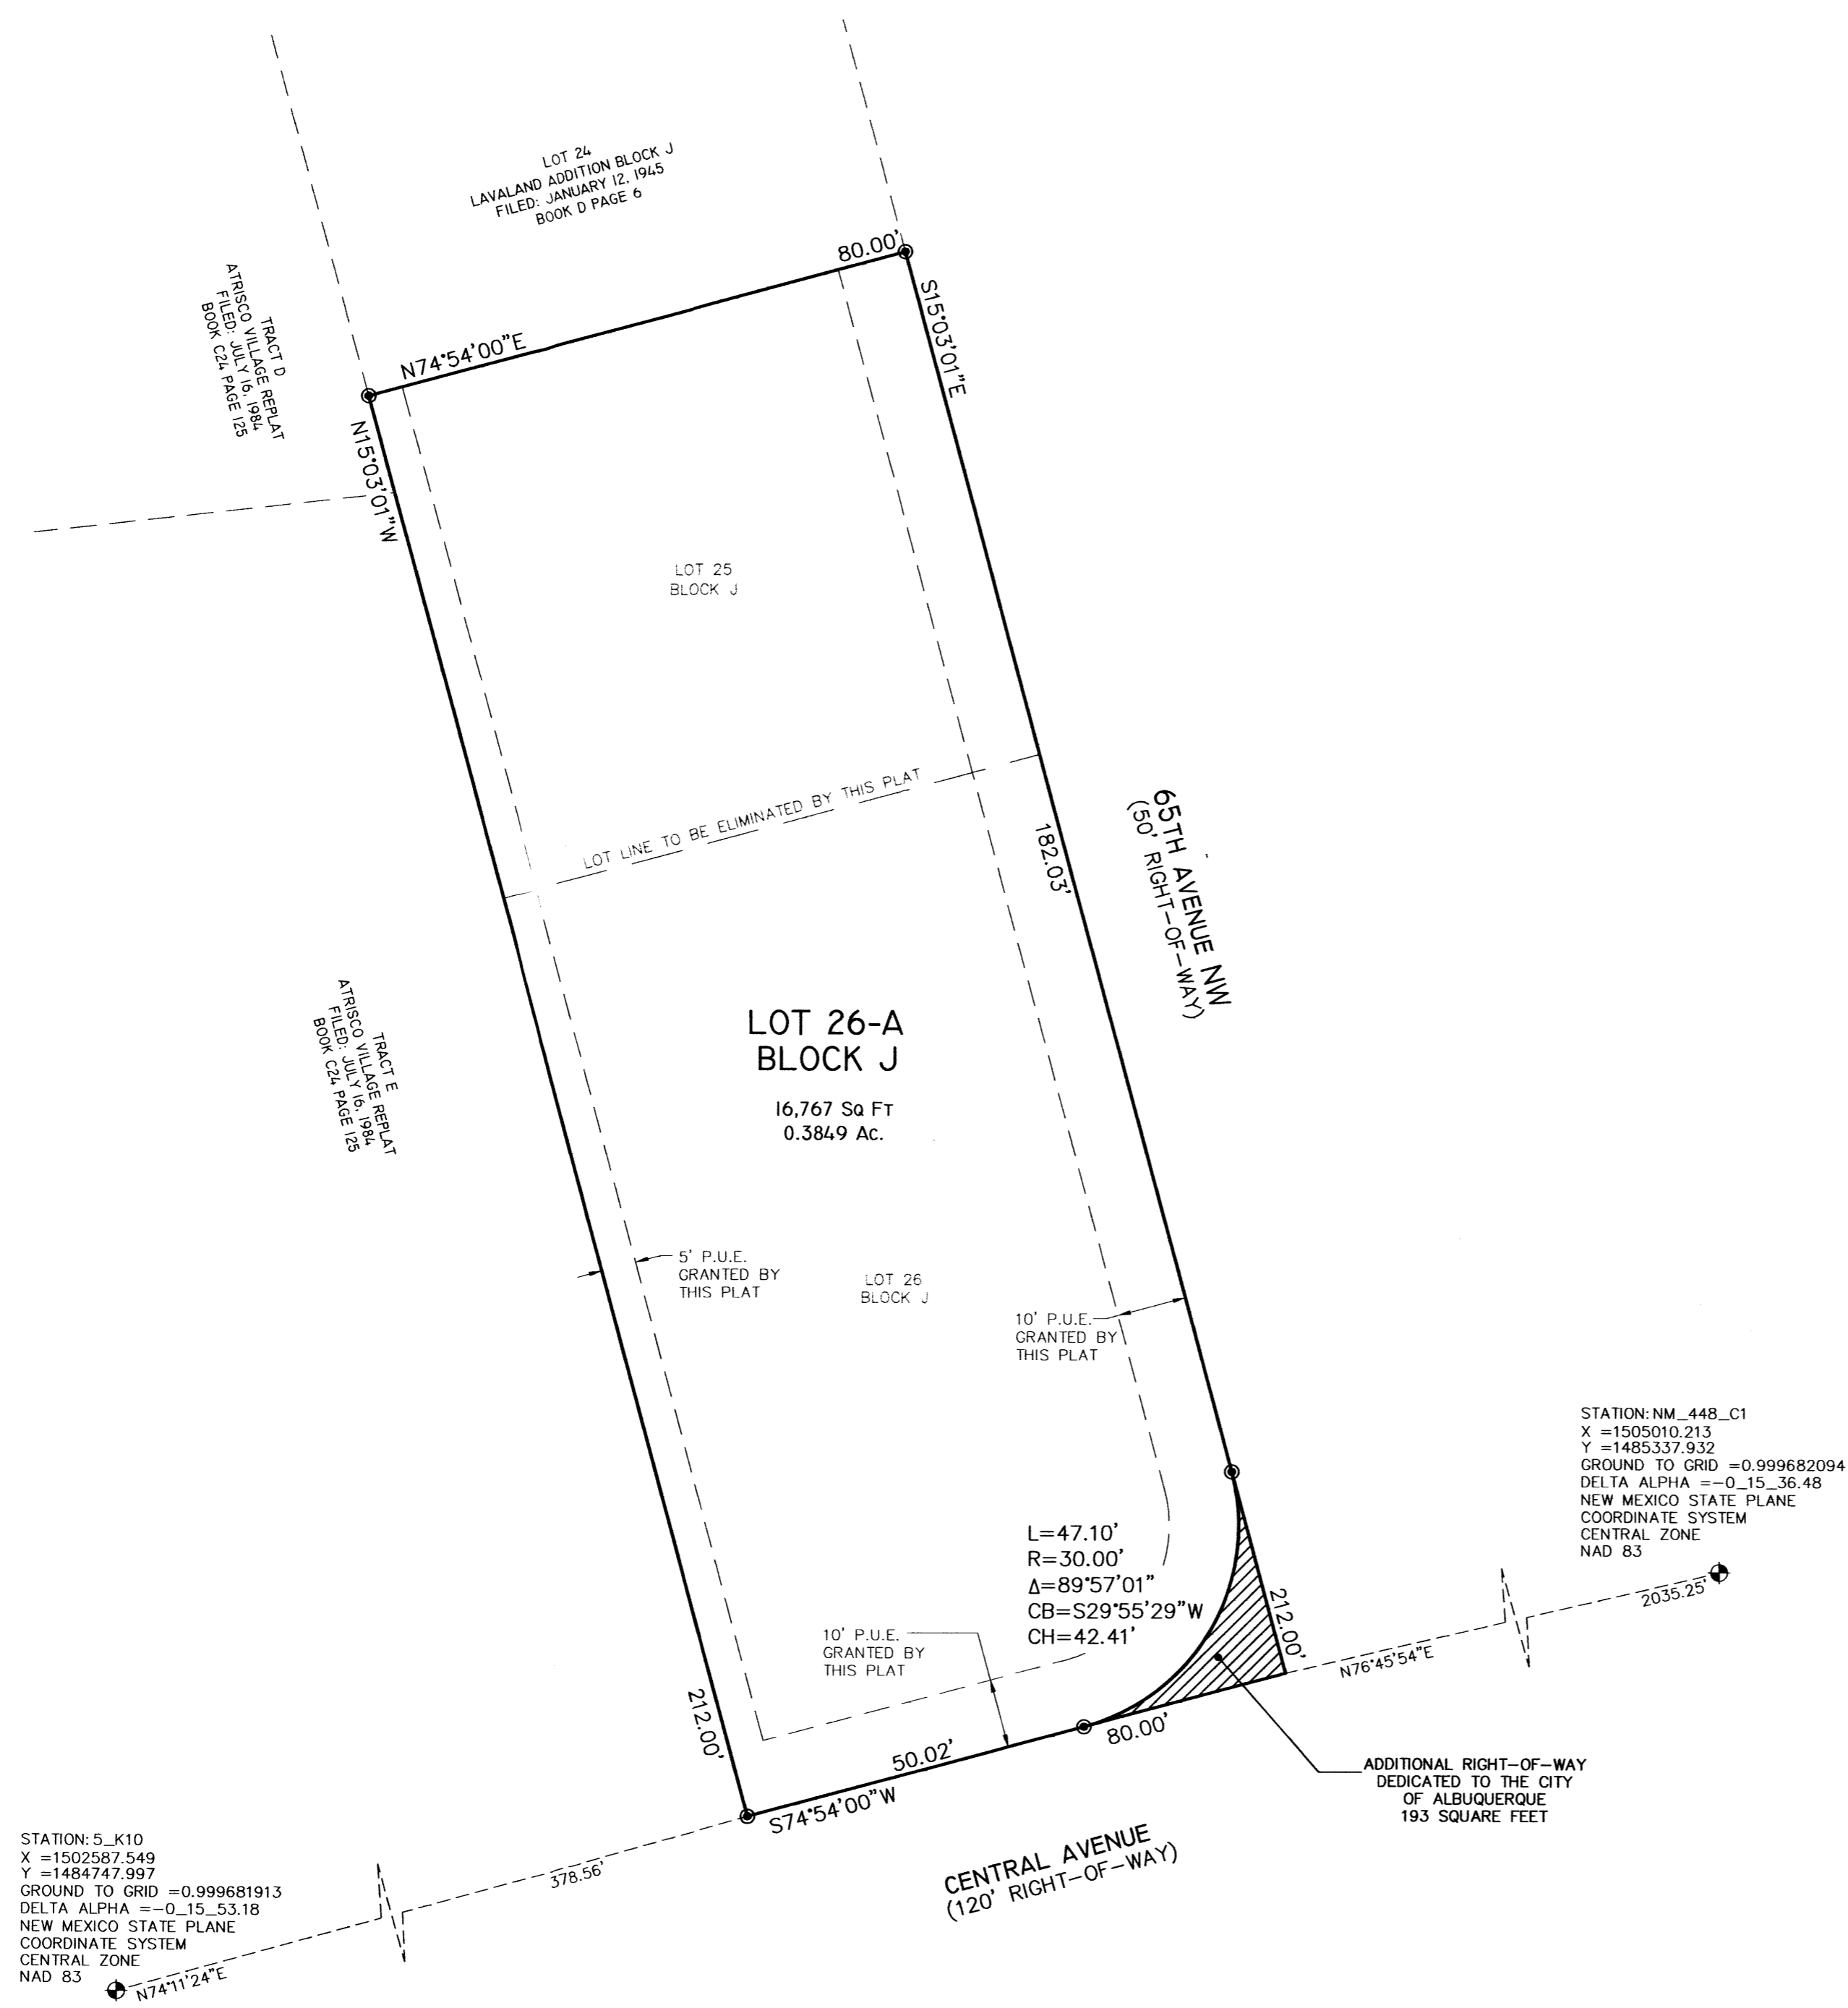 LOT 24
LAVALAND ADDITION BLOCK J
FILED: JANUARY 12, 1945
BOOK D PAGE 6
80.00'
N74°54'00"E
S15°03'01"E
TRACT D
ATRISCO VILLAGE REPLAT
FILED: JULY 16, 1984
BOOK C24 PAGE 125
N15°03'01"W
LOT 25
BLOCK J
LOT LINE TO BE ELIMINATED BY THIS PLAT
182.03'
65TH AVENUE NW
(50' RIGHT-OF-WAY)
TRACT E
ATRISCO VILLAGE REPLAT
FILED: JULY 16, 1984
BOOK C24 PAGE 125
LOT 26-A
BLOCK J
16,767 SQ FT
0.3849 AC.
5' P.U.E.
GRANTED BY
THIS PLAT
LOT 26
BLOCK J
10' P.U.E.
GRANTED BY
THIS PLAT
STATION: NM_448_C1
X =1505010.213
Y =1485337.932
GROUND TO GRID =0.999682094
DELTA ALPHA =-0_15_36.48
NEW MEXICO STATE PLANE
COORDINATE SYSTEM
CENTRAL ZONE
NAD 83
L=47.10'
R=30.00'
Δ=89°57'01"
CB=S29°55'29"W
CH=42.41'
212.00'
2035.25'
N76°45'54"E
10' P.U.E.
GRANTED BY
THIS PLAT
212.00'
80.00'
50.02'
S74°54'00"W
ADDITIONAL RIGHT-OF-WAY
DEDICATED TO THE CITY
OF ALBUQUERQUE
193 SQUARE FEET
CENTRAL AVENUE
(120' RIGHT-OF-WAY)
378.56'
STATION: 5_K10
X =1502587.549
Y =1484747.997
GROUND TO GRID =0.999681913
DELTA ALPHA =-0_15_53.18
NEW MEXICO STATE PLANE
COORDINATE SYSTEM
CENTRAL ZONE
NAD 83
N74°11'24"E